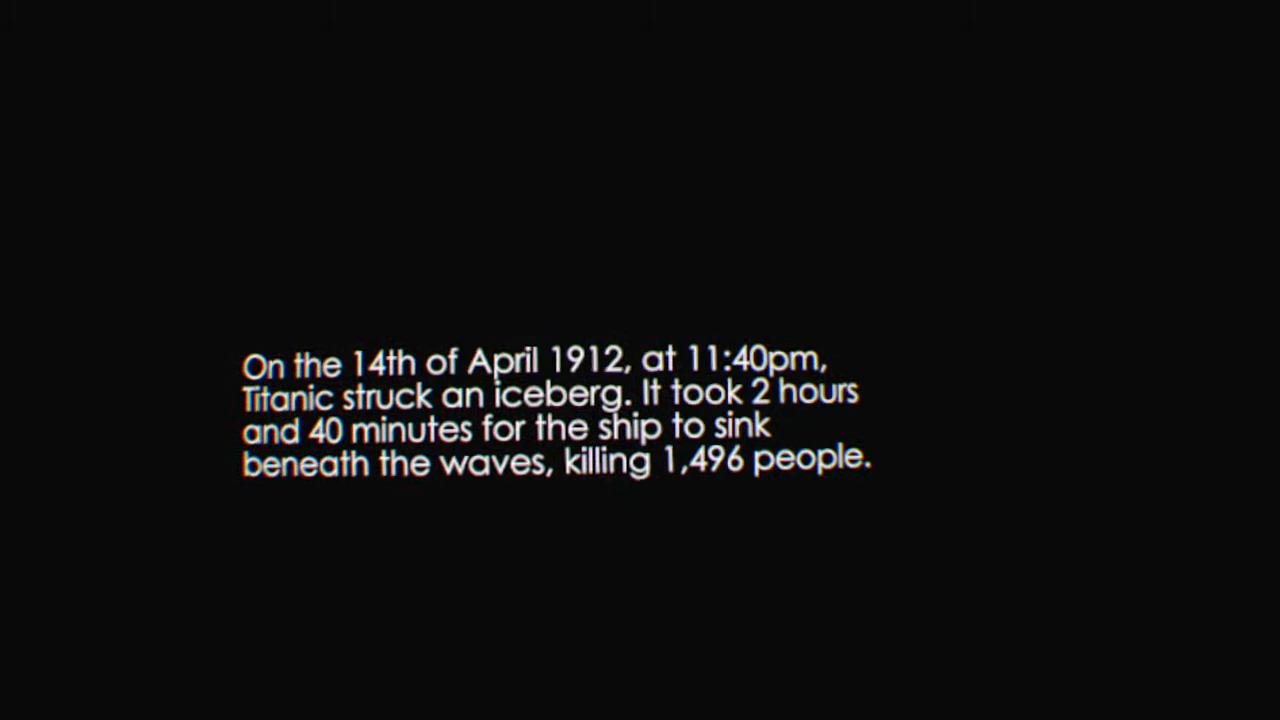 On the 14th of April 1912, at 11:40pm,
Titanic struck an iceberg. It took 2 hours
and 40 minutes for the ship to sink
beneath the waves, killing 1,496 people.